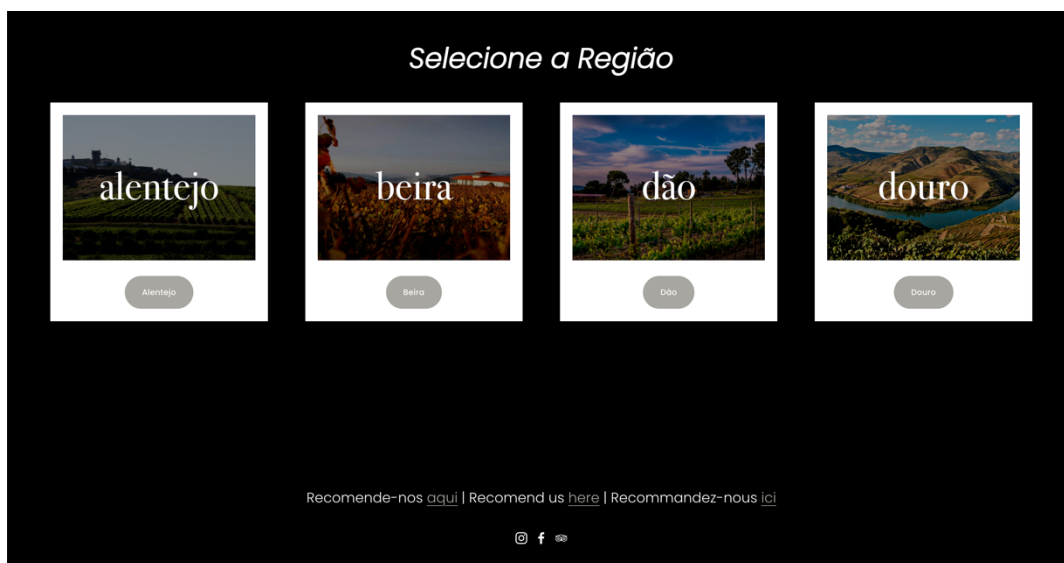 Selecione a Região
alentejo
beira
dão
douro
Alentejo
Beira
Dão
Douro
Recomende-nos aqui | Recomend us here | Recommandez-nous ici